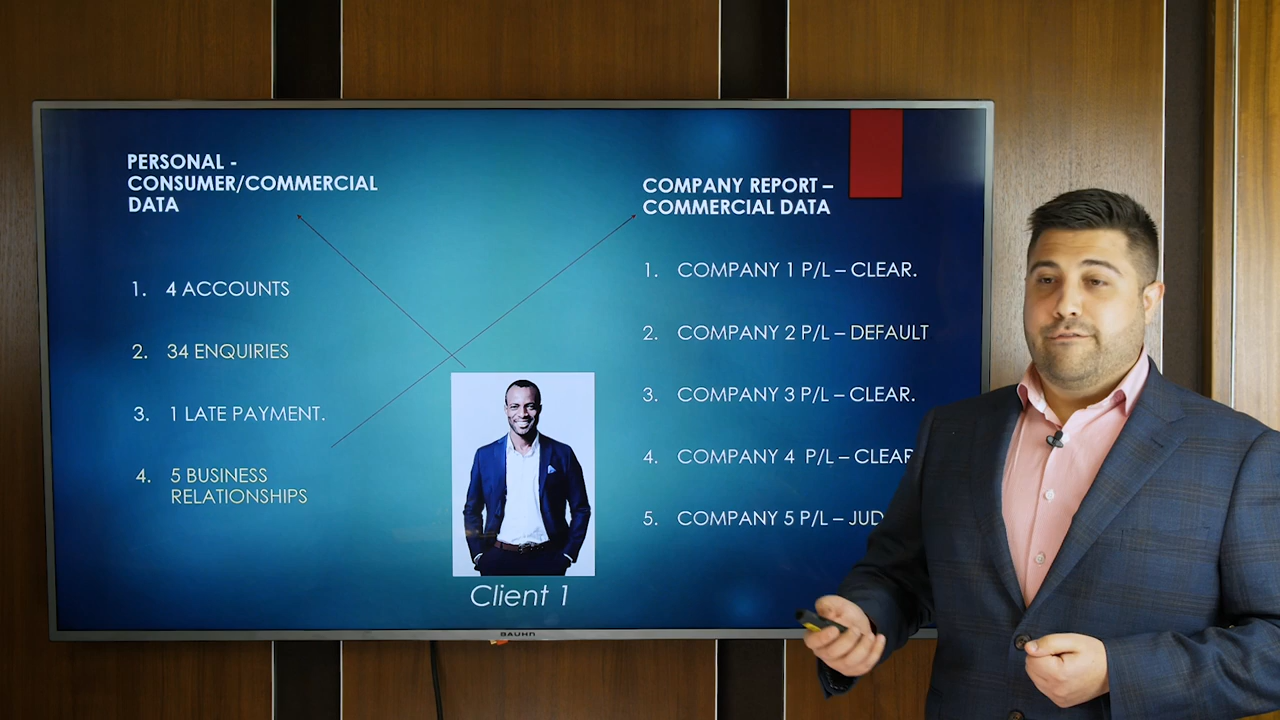 PERSONAL -
CONSUMER/COMMERCIAL
DATA
1. 4 ACCOUNTS
2. 34 ENQUIRIES
3. 1 LATE PAYMENT.
4. 5 BUSINESS
RELATIONSHIPS
COMPANY REPORT –
COMMERCIAL DATA
1. COMPANY 1 P/L – CLEAR.
2. COMPANY 2 P/L – DEFAULT
3. COMPANY 3 P/L – CLEAR.
4. COMPANY 4 P/L – CLEAR
5. COMPANY 5 P/L –
Client 1
BAUHN